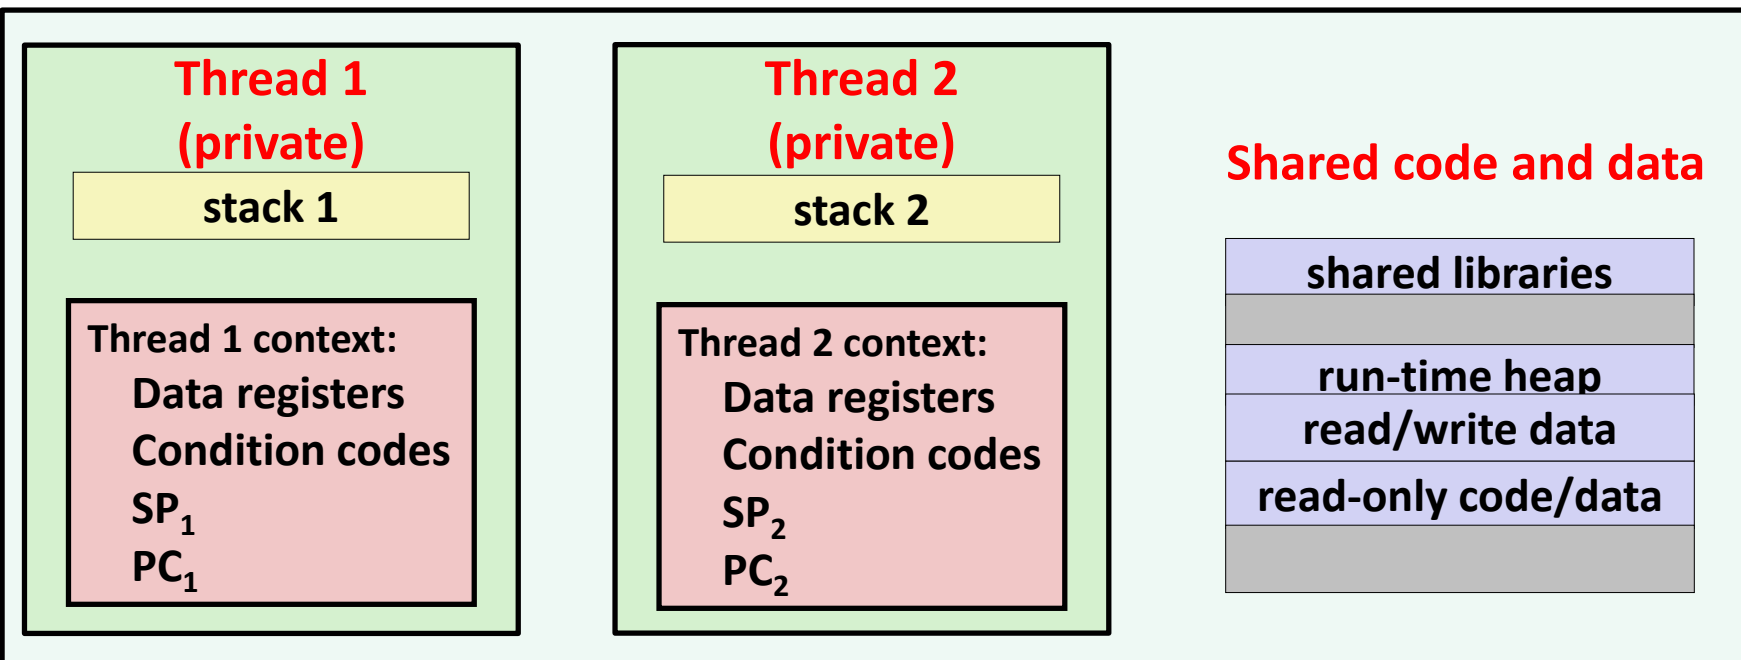 Thread 1
(private)
stack 1
Thread 1 context:
Data registers
Condition codes
SP₁
PC₁
Thread 2
(private)
stack 2
Thread 2 context:
Data registers
Condition codes
SP₂
PC₂
Shared code and data
shared libraries
run-time heap
read/write data
read-only code/data